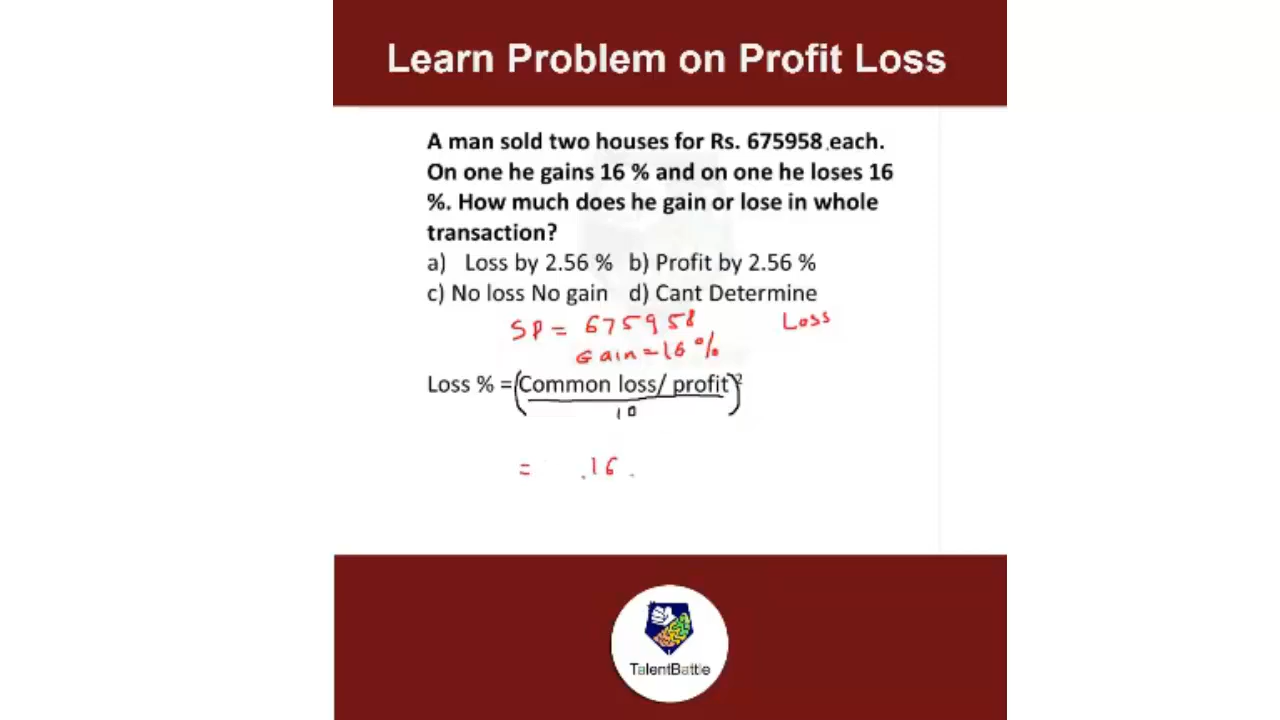 Learn Problem on Profit Loss
A man sold two houses for Rs. 675958 each.
On one he gains 16 % and on one he loses 16
%. How much does he gain or lose in whole
transaction?
a) Loss by 2.56 % b) Profit by 2.56 %
c) No loss No gain d) Cant Determine
SP = 675958 Loss
Gain = 16 %
Loss % = (Common loss/ profit)²
10
= 16
TalentBattle